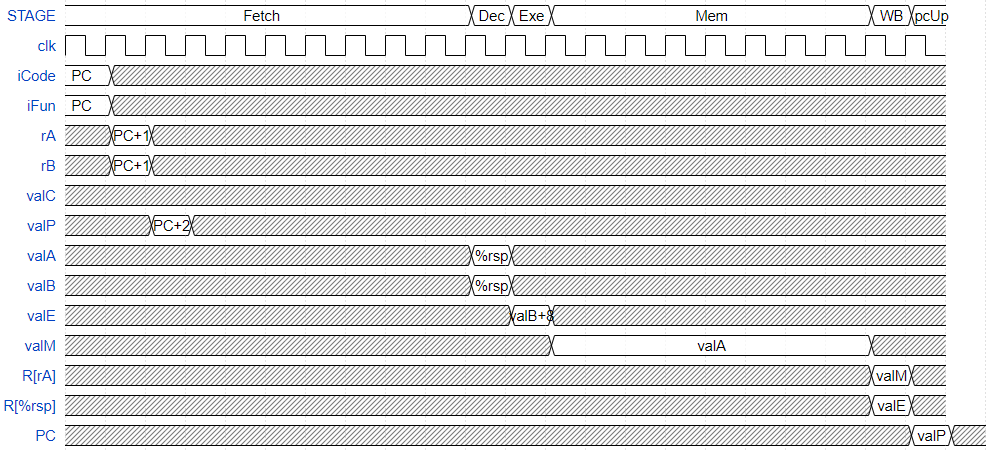 STAGE Fetch Dec Exe Mem WB pcUp
clk
iCode PC
iFun PC
rA PC+1
rB PC+1
valC
valP PC+2
valA %rsp
valB %rsp
valE valB+8
valM valA
R[rA] valM
R[%rsp] valE
PC valP